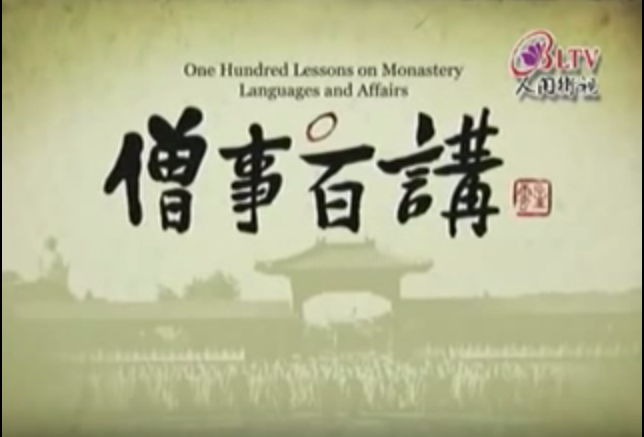 BLTV
人間衛視
One Hundred Lessons on Monastery
Languages and Affairs
僧事百講